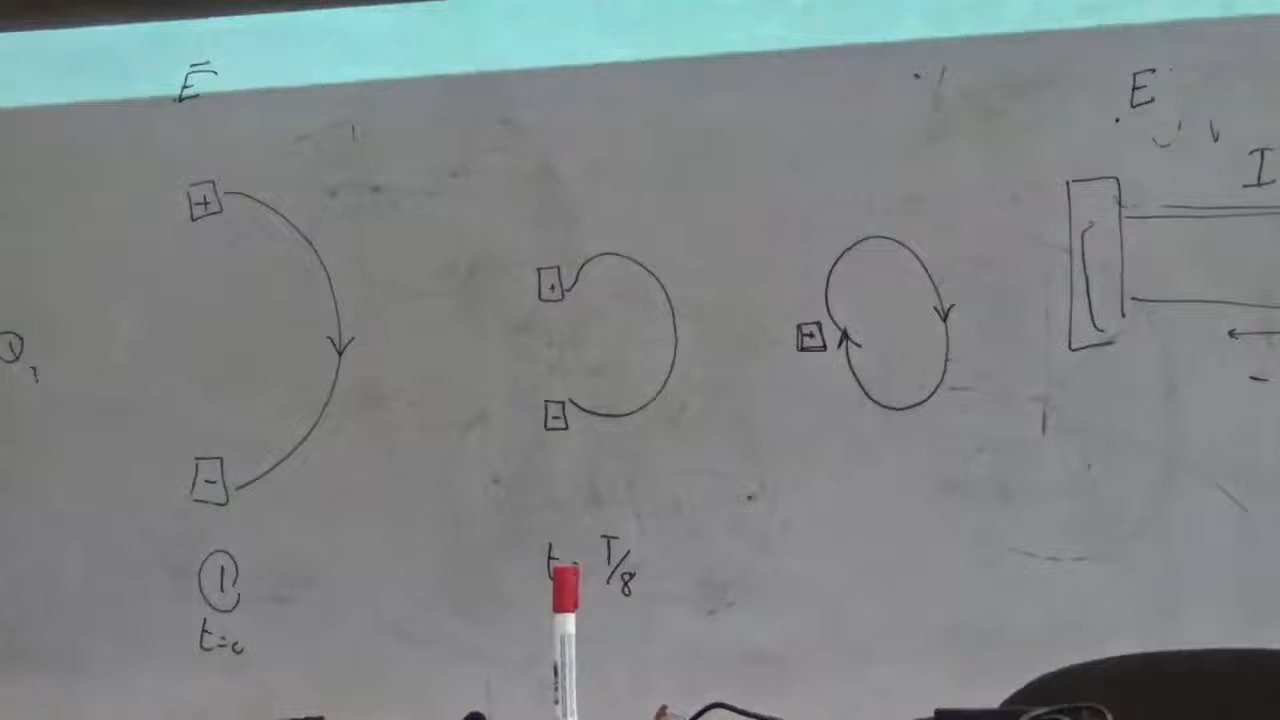 Ē
E
I
+
+
+
-
-
-
①
t=0
t= T/8